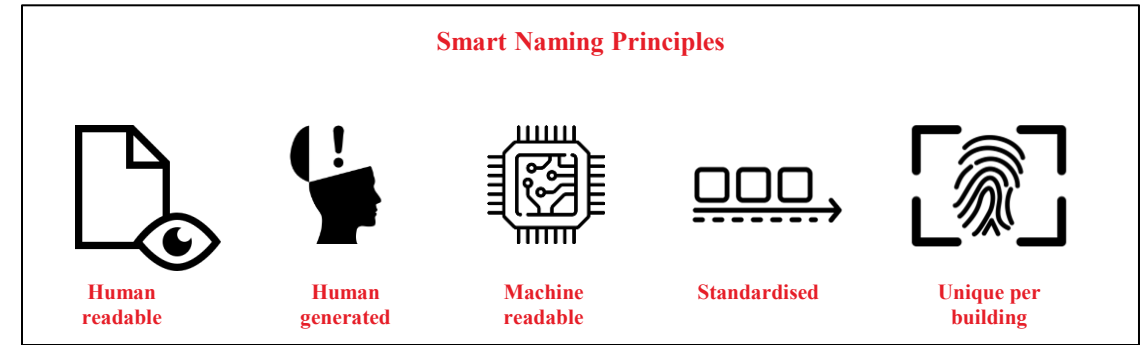 Smart Naming Principles
Human
readable
Human
generated
Machine
readable
Standardised
Unique per
building